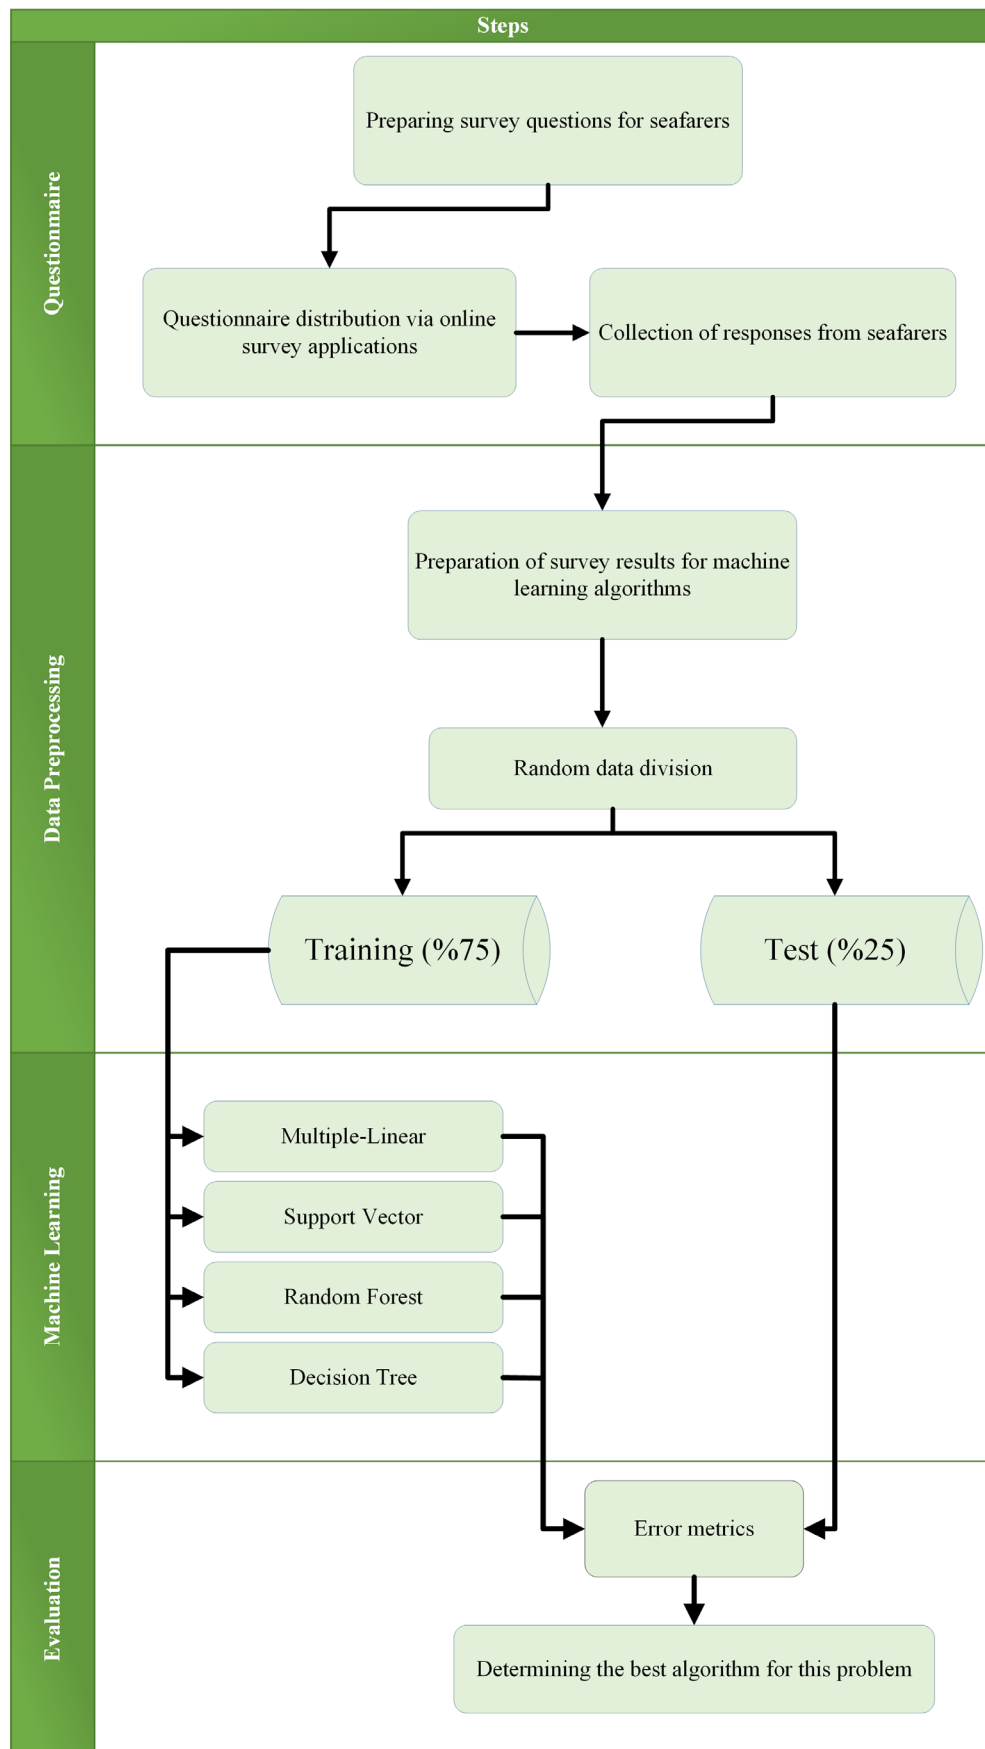 Steps
Questionnaire
Preparing survey questions for seafarers
Questionnaire distribution via online
survey applications
Collection of responses from seafarers
Data Preprocessing
Preparation of survey results for machine
learning algorithms
Random data division
Training (%75)
Test (%25)
Machine Learning
Multiple-Linear
Support Vector
Random Forest
Decision Tree
Evaluation
Error metrics
Determining the best algorithm for this problem